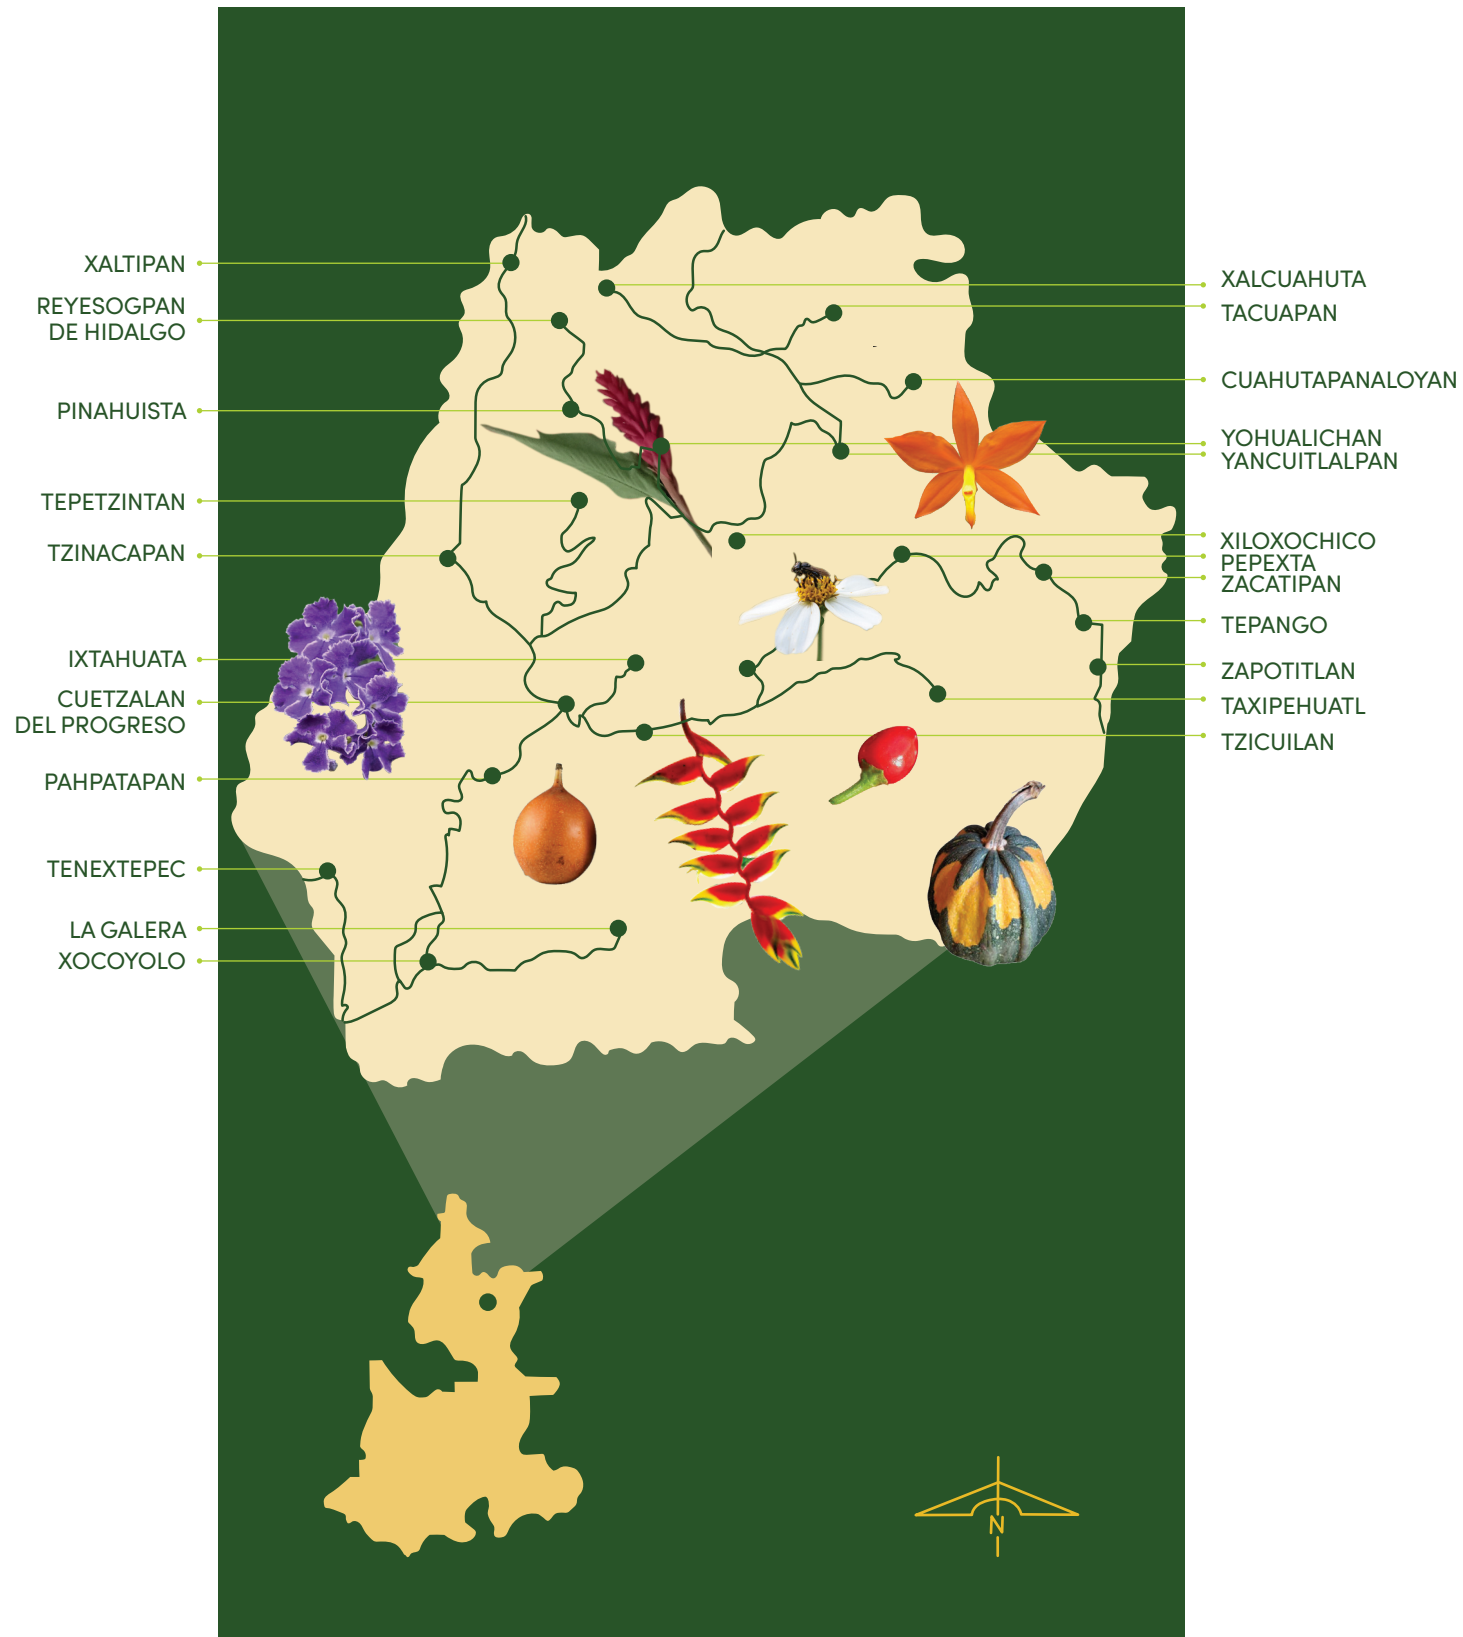 XALTIPAN
REYESOGPAN
DE HIDALGO
PINAHUISTA
TEPETZINTAN
TZINACAPAN
IXTAHUATA
CUETZALAN
DEL PROGRESO
PAHPATAPAN
TENEXTEPEC
LA GALERA
XOCOYOLO
XALCUAHUTA
TACUAPAN
CUAHUTAPANALOYAN
YOHUALICHAN
YANCUITLALPAN
XILOXOCHICO
PEPEXTA
ZACATIPAN
TEPANGO
ZAPOTITLAN
TAXIPEHUATL
TZICUILAN
N